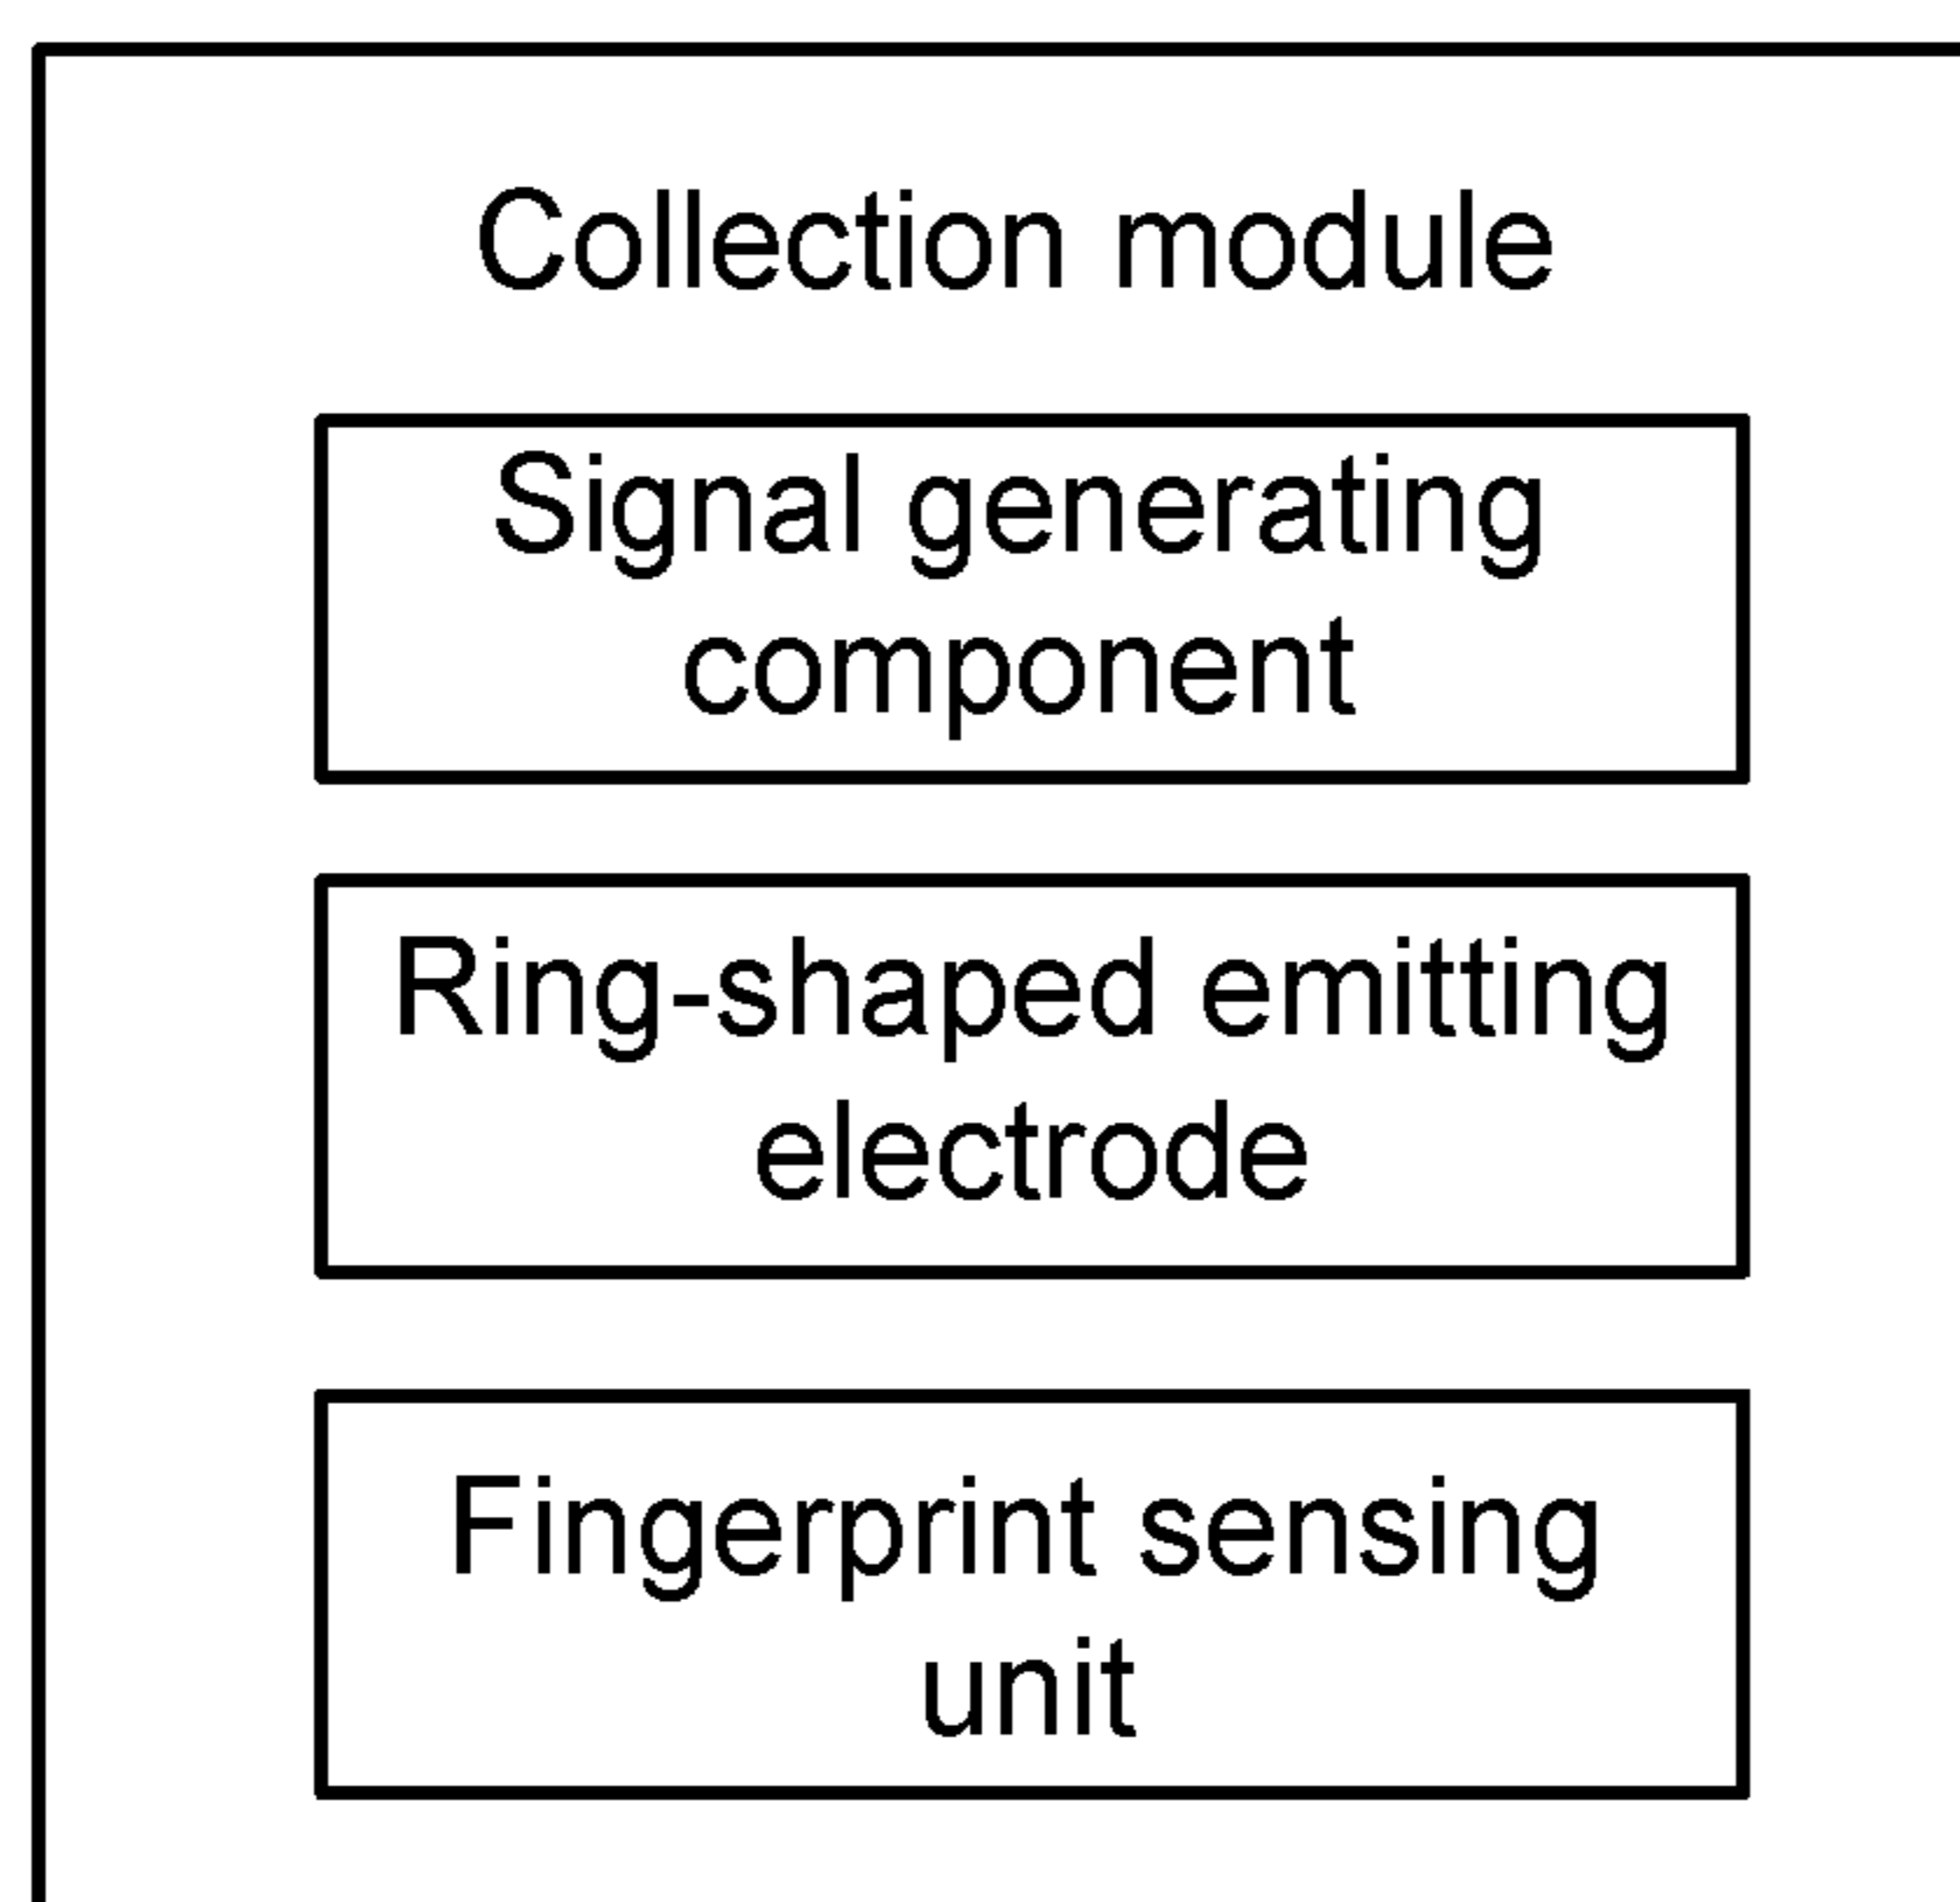 Collection module
Signal generating
component
Ring-shaped emitting
electrode
Fingerprint sensing
unit